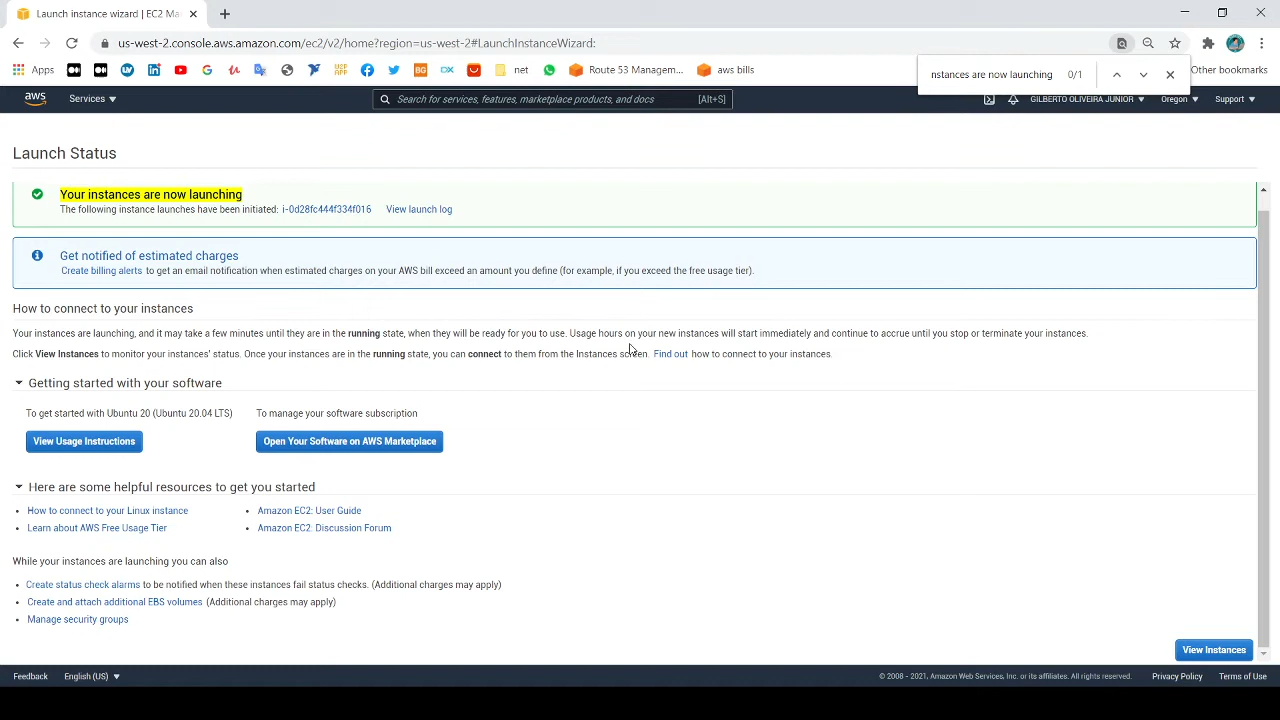 Launch instance wizard | EC2 Ma
us-west-2.console.aws.amazon.com/ec2/v2/home?region=us-west-2#LaunchInstanceWizard:
Apps
net
Route 53 Managem...
aws bills
nstances are now launching 0/1
Other bookmarks
aws
Services
Search for services, features, marketplace products, and docs [Alt+S]
GILBERTO OLIVEIRA JUNIOR
Oregon
Support
Launch Status
Your instances are now launching
The following instance launches have been initiated: i-0d28fc444f334f016 View launch log
Get notified of estimated charges
Create billing alerts to get an email notification when estimated charges on your AWS bill exceed an amount you define (for example, if you exceed the free usage tier).
How to connect to your instances
Your instances are launching, and it may take a few minutes until they are in the running state, when they will be ready for you to use. Usage hours on your new instances will start immediately and continue to accrue until you stop or terminate your instances.
Click View Instances to monitor your instances' status. Once your instances are in the running state, you can connect to them from the Instances screen. Find out how to connect to your instances.
Getting started with your software
To get started with Ubuntu 20 (Ubuntu 20.04 LTS)
To manage your software subscription
View Usage Instructions
Open Your Software on AWS Marketplace
Here are some helpful resources to get you started
• How to connect to your Linux instance
• Amazon EC2: User Guide
• Learn about AWS Free Usage Tier
• Amazon EC2: Discussion Forum
While your instances are launching you can also
• Create status check alarms to be notified when these instances fail status checks. (Additional charges may apply)
• Create and attach additional EBS volumes (Additional charges may apply)
• Manage security groups
View Instances
Feedback
English (US)
© 2008 - 2021, Amazon Web Services, Inc. or its affiliates. All rights reserved.
Privacy Policy
Terms of Use